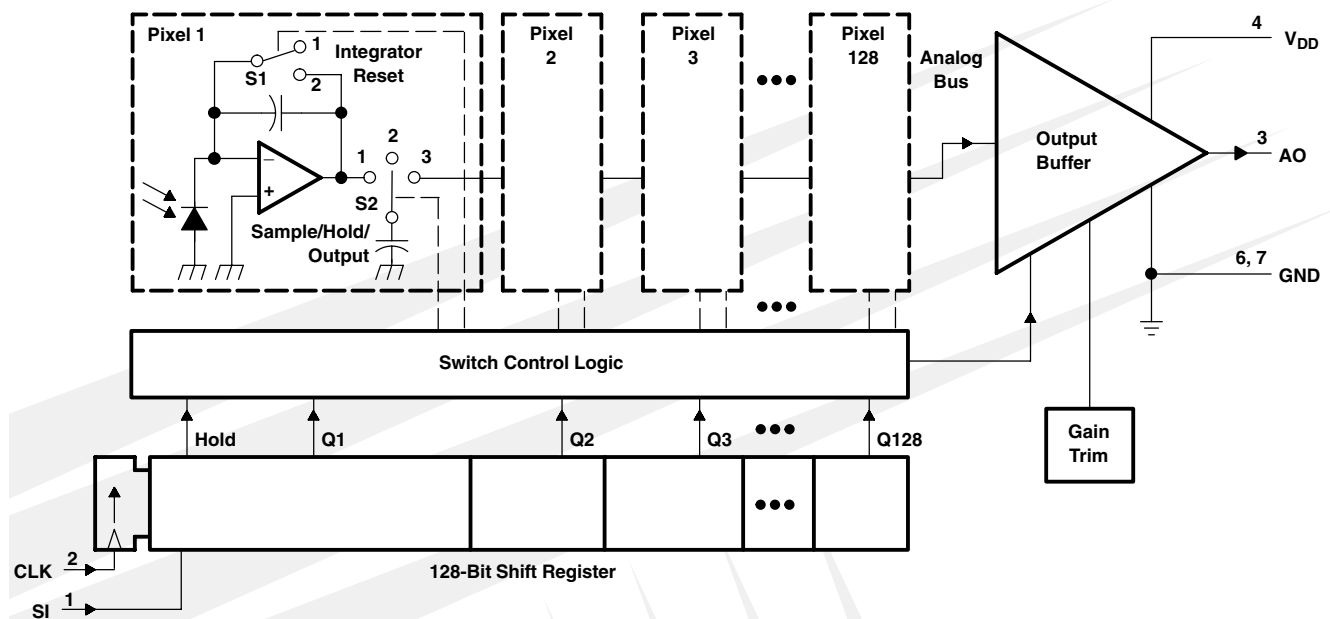 Pixel 1
1
Integrator
Reset
S1
2
−
+
1
2
3
S2
Sample/Hold/
Output
Pixel
2
Pixel
3
Pixel
128
Analog
Bus
Output
Buffer
4
VDD
3
AO
6, 7
GND
Switch Control Logic
Hold
Q1
Q2
Q3
Q128
Gain
Trim
CLK
2
128-Bit Shift Register
SI
1